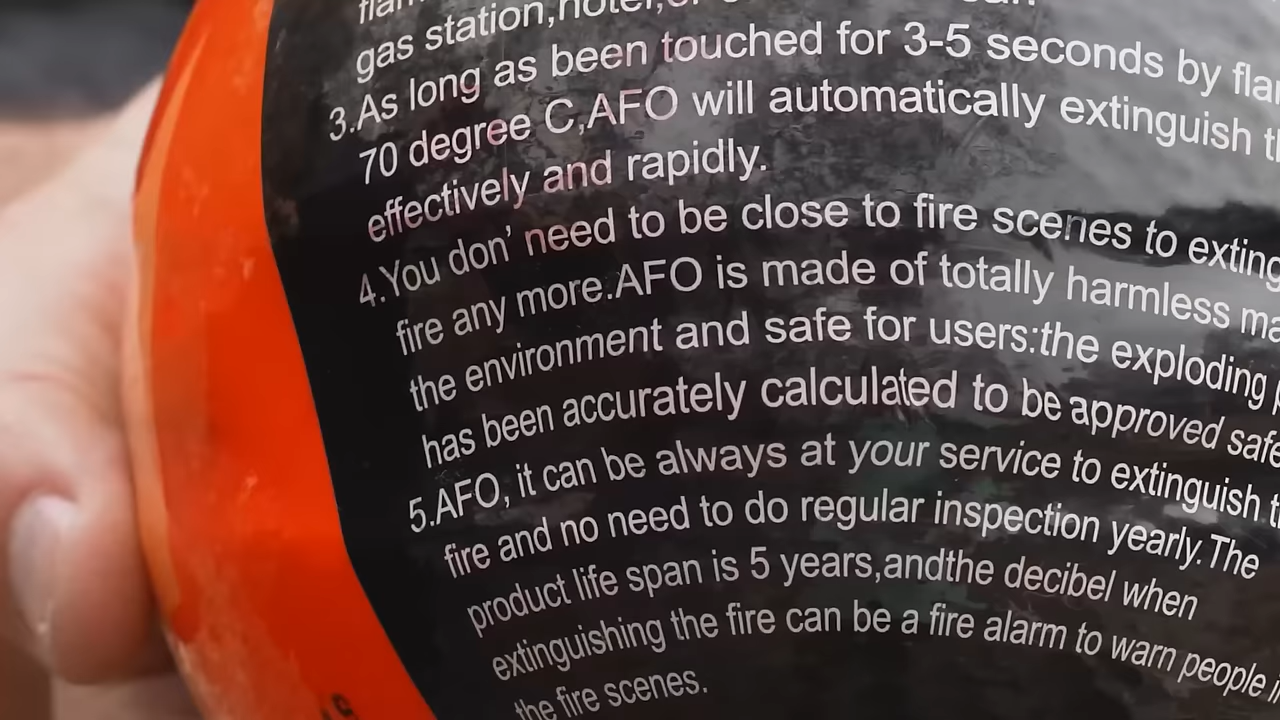 gas station,hotel,
3.As long as been touched for 3-5 seconds by
70 degree C,AFO will automatically extinguish
effectively and rapidly.
4.You don’ need to be close to fire scenes to
fire any more.AFO is made of totally harmless
the environment and safe for users:the exploding
has been accurately calculated to be approved
5.AFO, it can be always at your service to extinguish
fire and no need to do regular inspection yearly.The
product life span is 5 years,andthe decibel when
extinguishing the fire can be a fire alarm to warn people
the fire scenes.